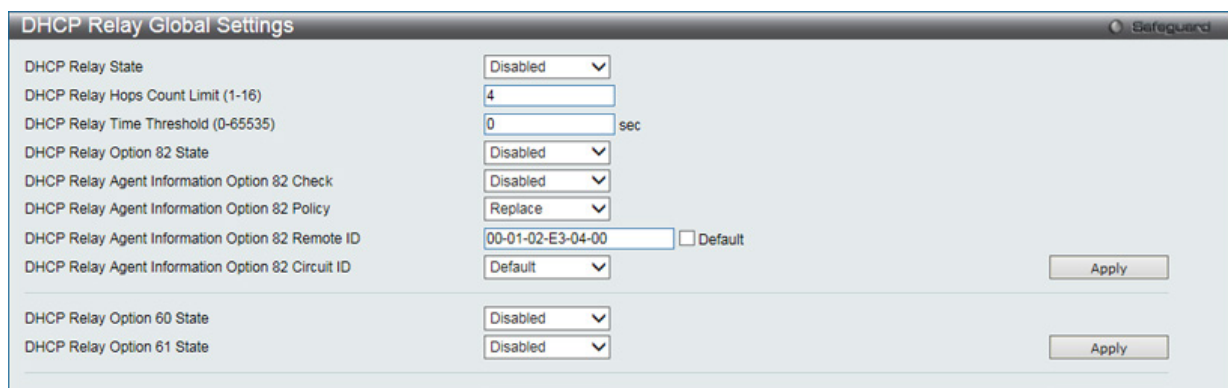 DHCP Relay Global Settings Safeguard
DHCP Relay State Disabled
DHCP Relay Hops Count Limit (1-16) 4
DHCP Relay Time Threshold (0-65535) 0 sec
DHCP Relay Option 82 State Disabled
DHCP Relay Agent Information Option 82 Check Disabled
DHCP Relay Agent Information Option 82 Policy Replace
DHCP Relay Agent Information Option 82 Remote ID 00-01-02-E3-04-00 Default
DHCP Relay Agent Information Option 82 Circuit ID Default Apply
DHCP Relay Option 60 State Disabled
DHCP Relay Option 61 State Disabled Apply